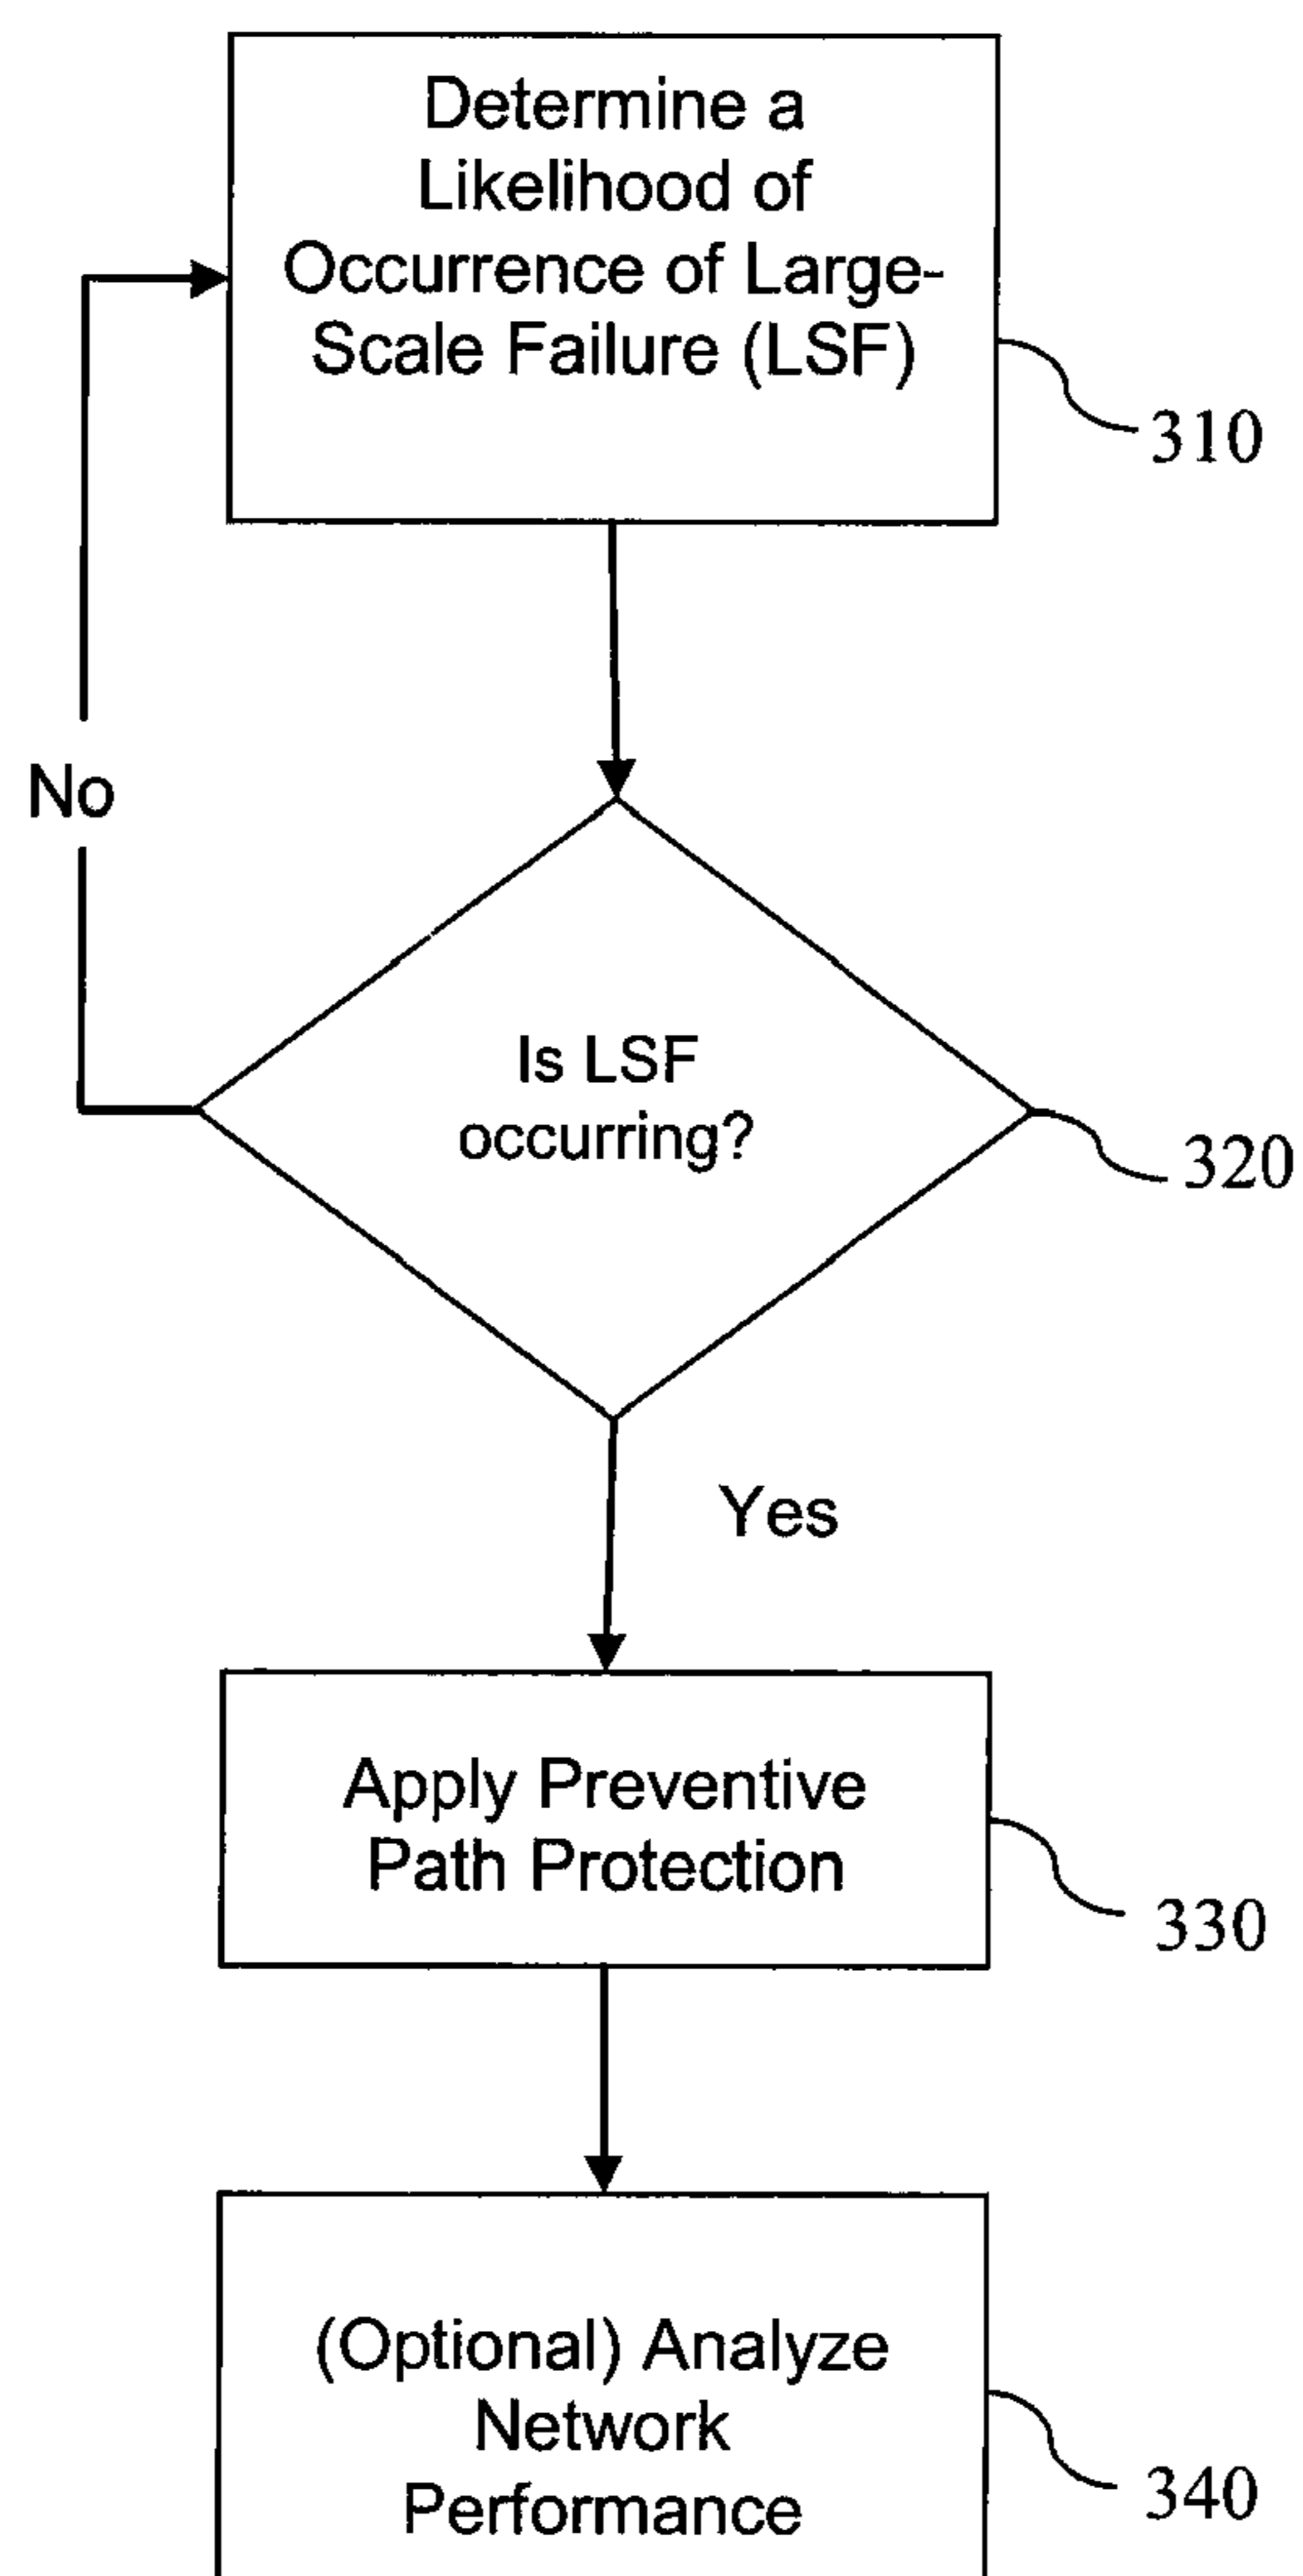 Determine a
Likelihood of
Occurrence of Large-
Scale Failure (LSF)
310
No
Is LSF
occurring?
320
Yes
Apply Preventive
Path Protection
330
(Optional) Analyze
Network
Performance
340